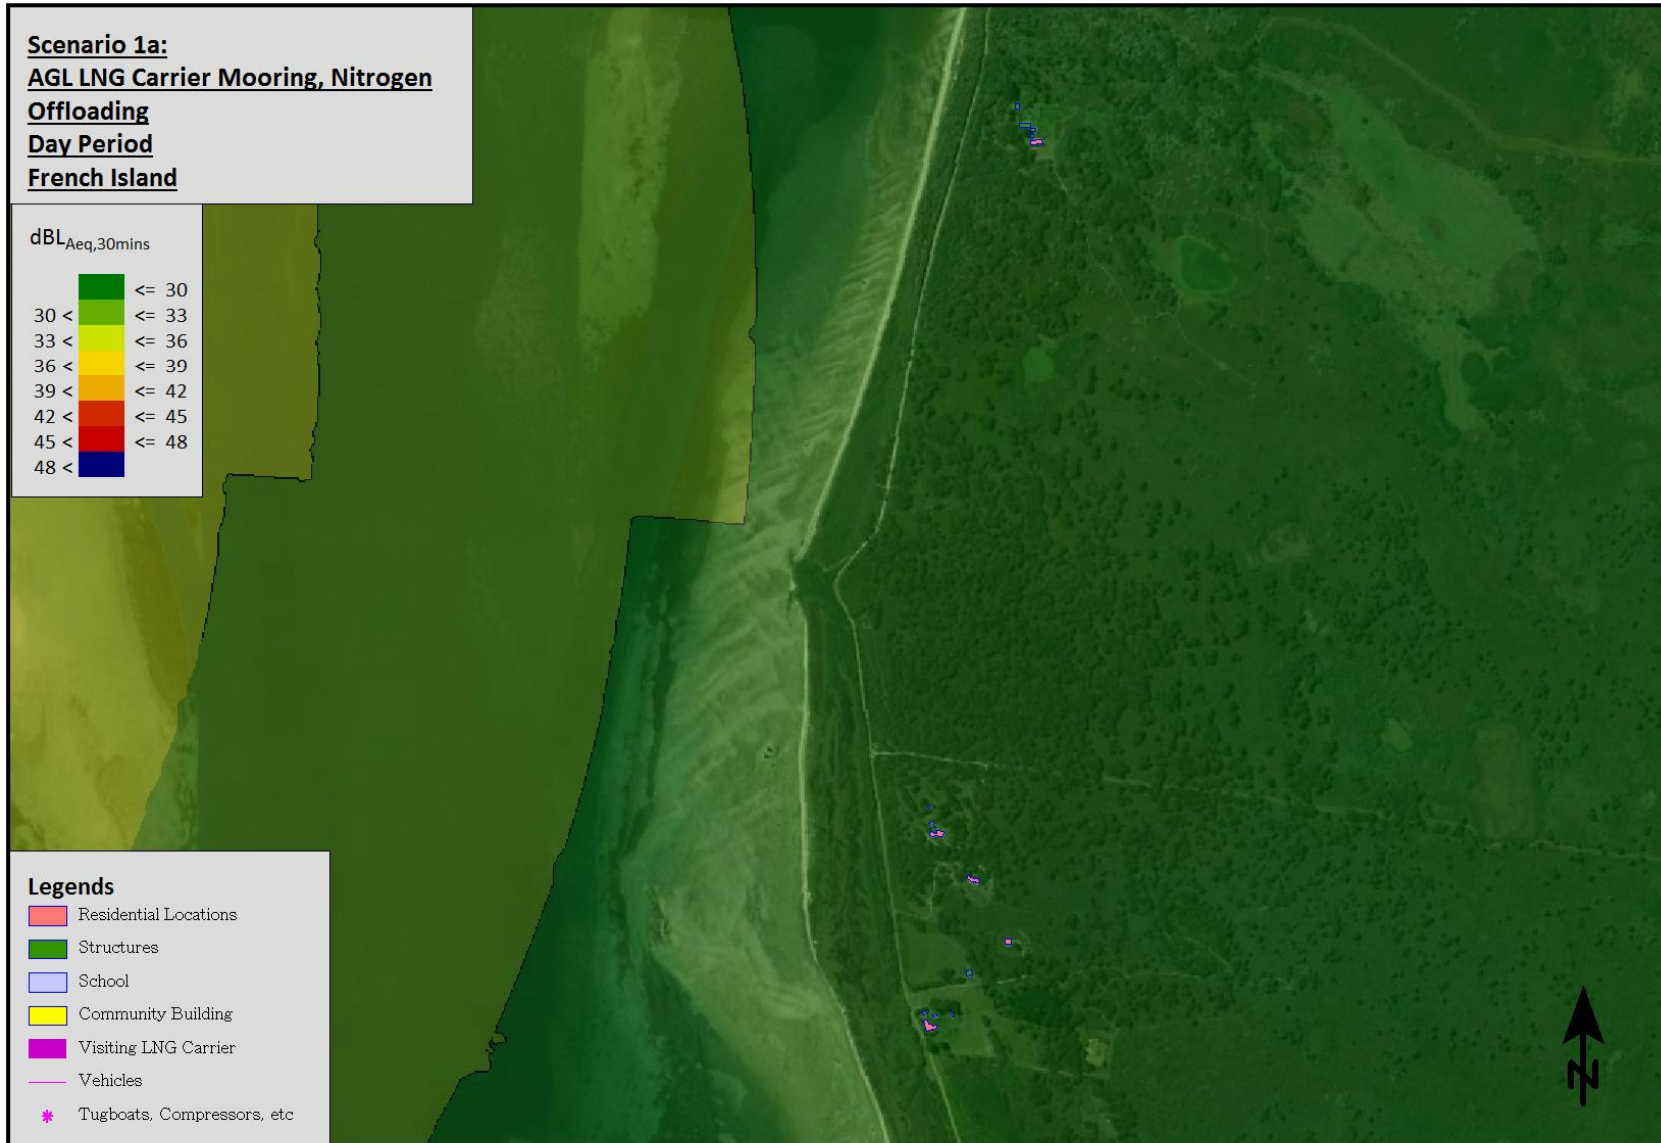 Scenario 1a:
AGL LNG Carrier Mooring, Nitrogen
Offloading
Day Period
French Island
dBLAeq,30mins
<= 30
30 < <= 33
33 < <= 36
36 < <= 39
39 < <= 42
42 < <= 45
45 < <= 48
48 <
Legends
Residential Locations
Structures
School
Community Building
Visiting LNG Carrier
Vehicles
Tugboats, Compressors, etc
N